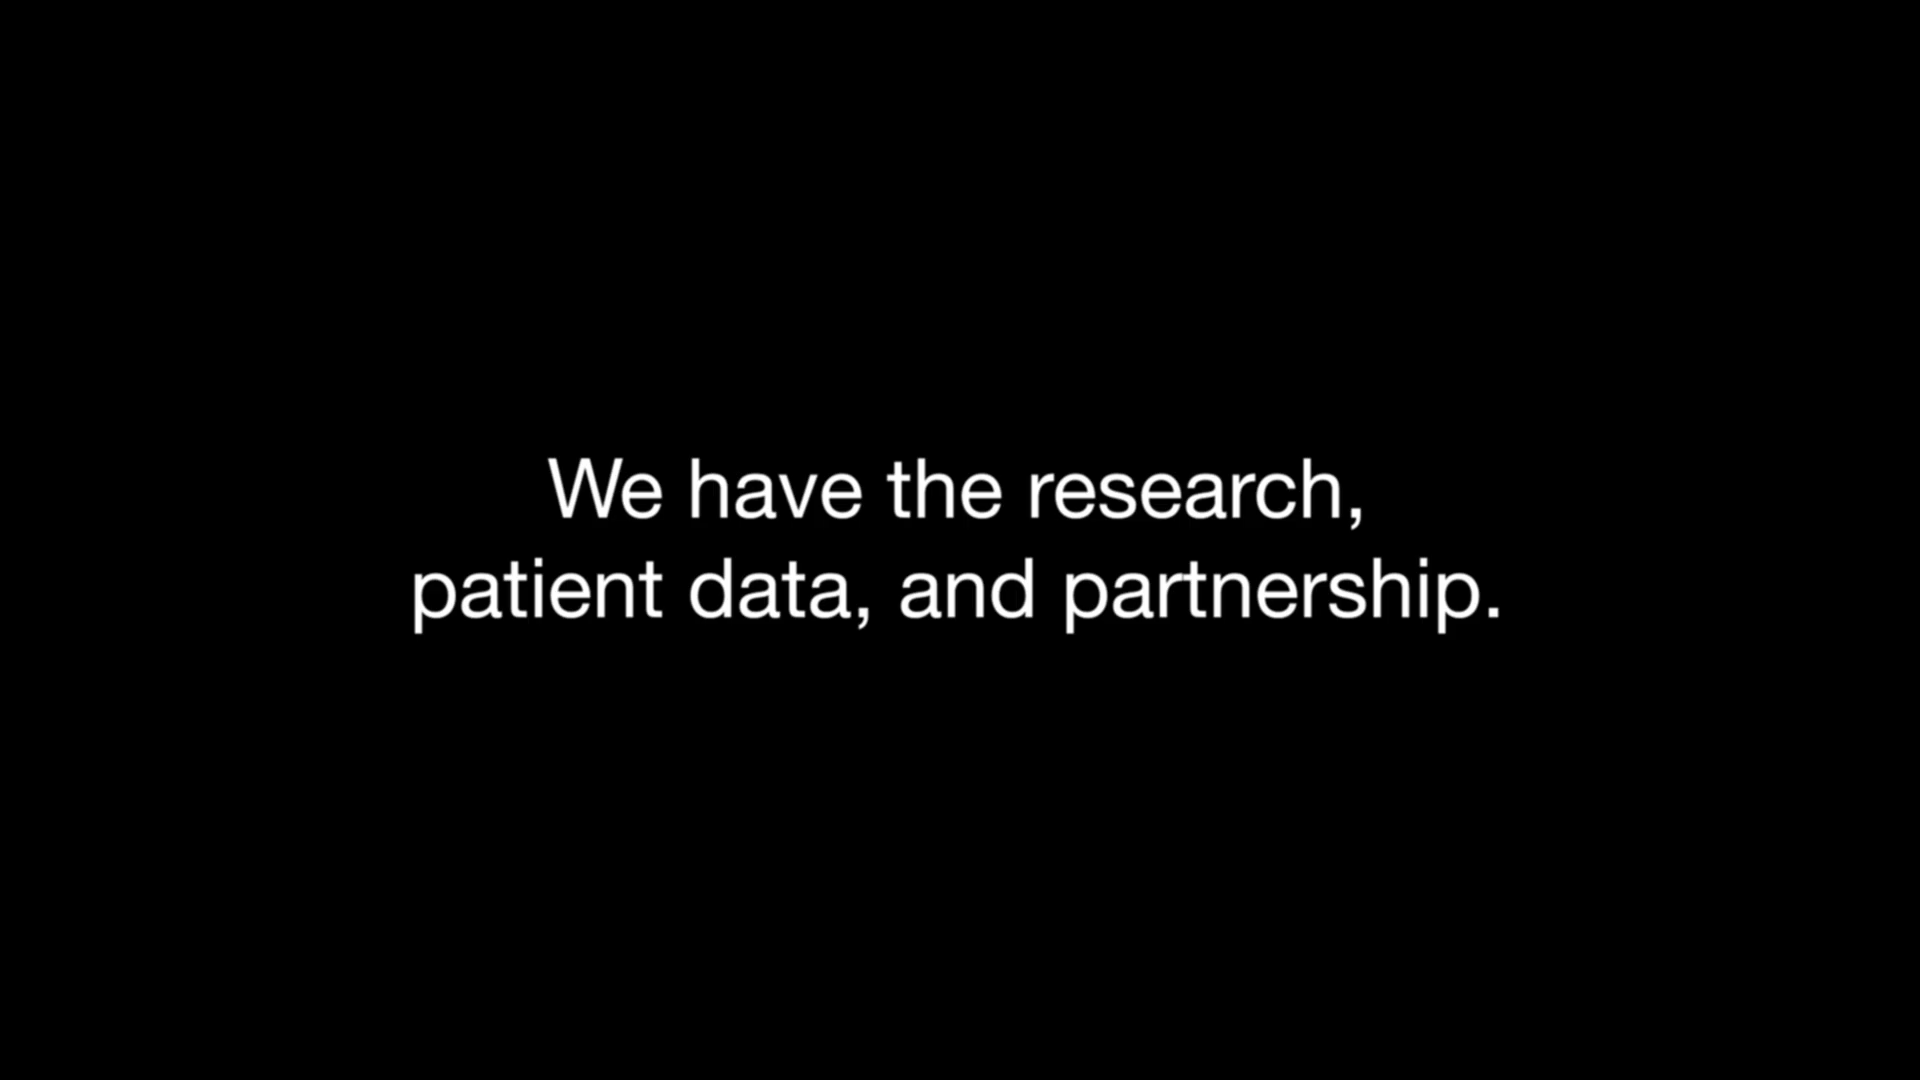 We have the research,
patient data, and partnership.